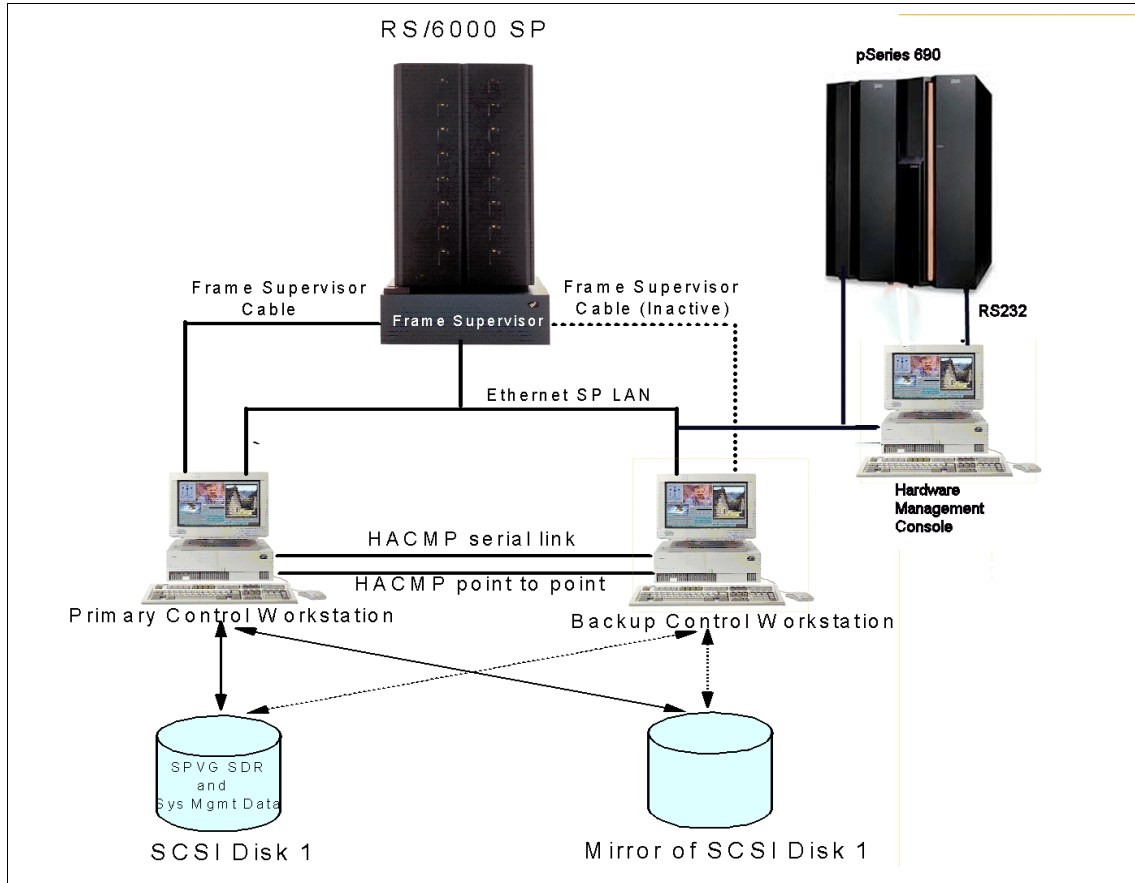 RS/6000 SP
pSeries 690
Frame Supervisor
Cable
Frame Supervisor
Cable (Inactive)
Frame Supervisor
RS232
Ethernet SP LAN
Hardware
Management
Console
HACMP serial link
HACMP point to point
Primary Control Workstation
Backup Control Workstation
SPVG SDR
and
Sys Mgmt Data
SCSI Disk 1
Mirror of SCSI Disk 1